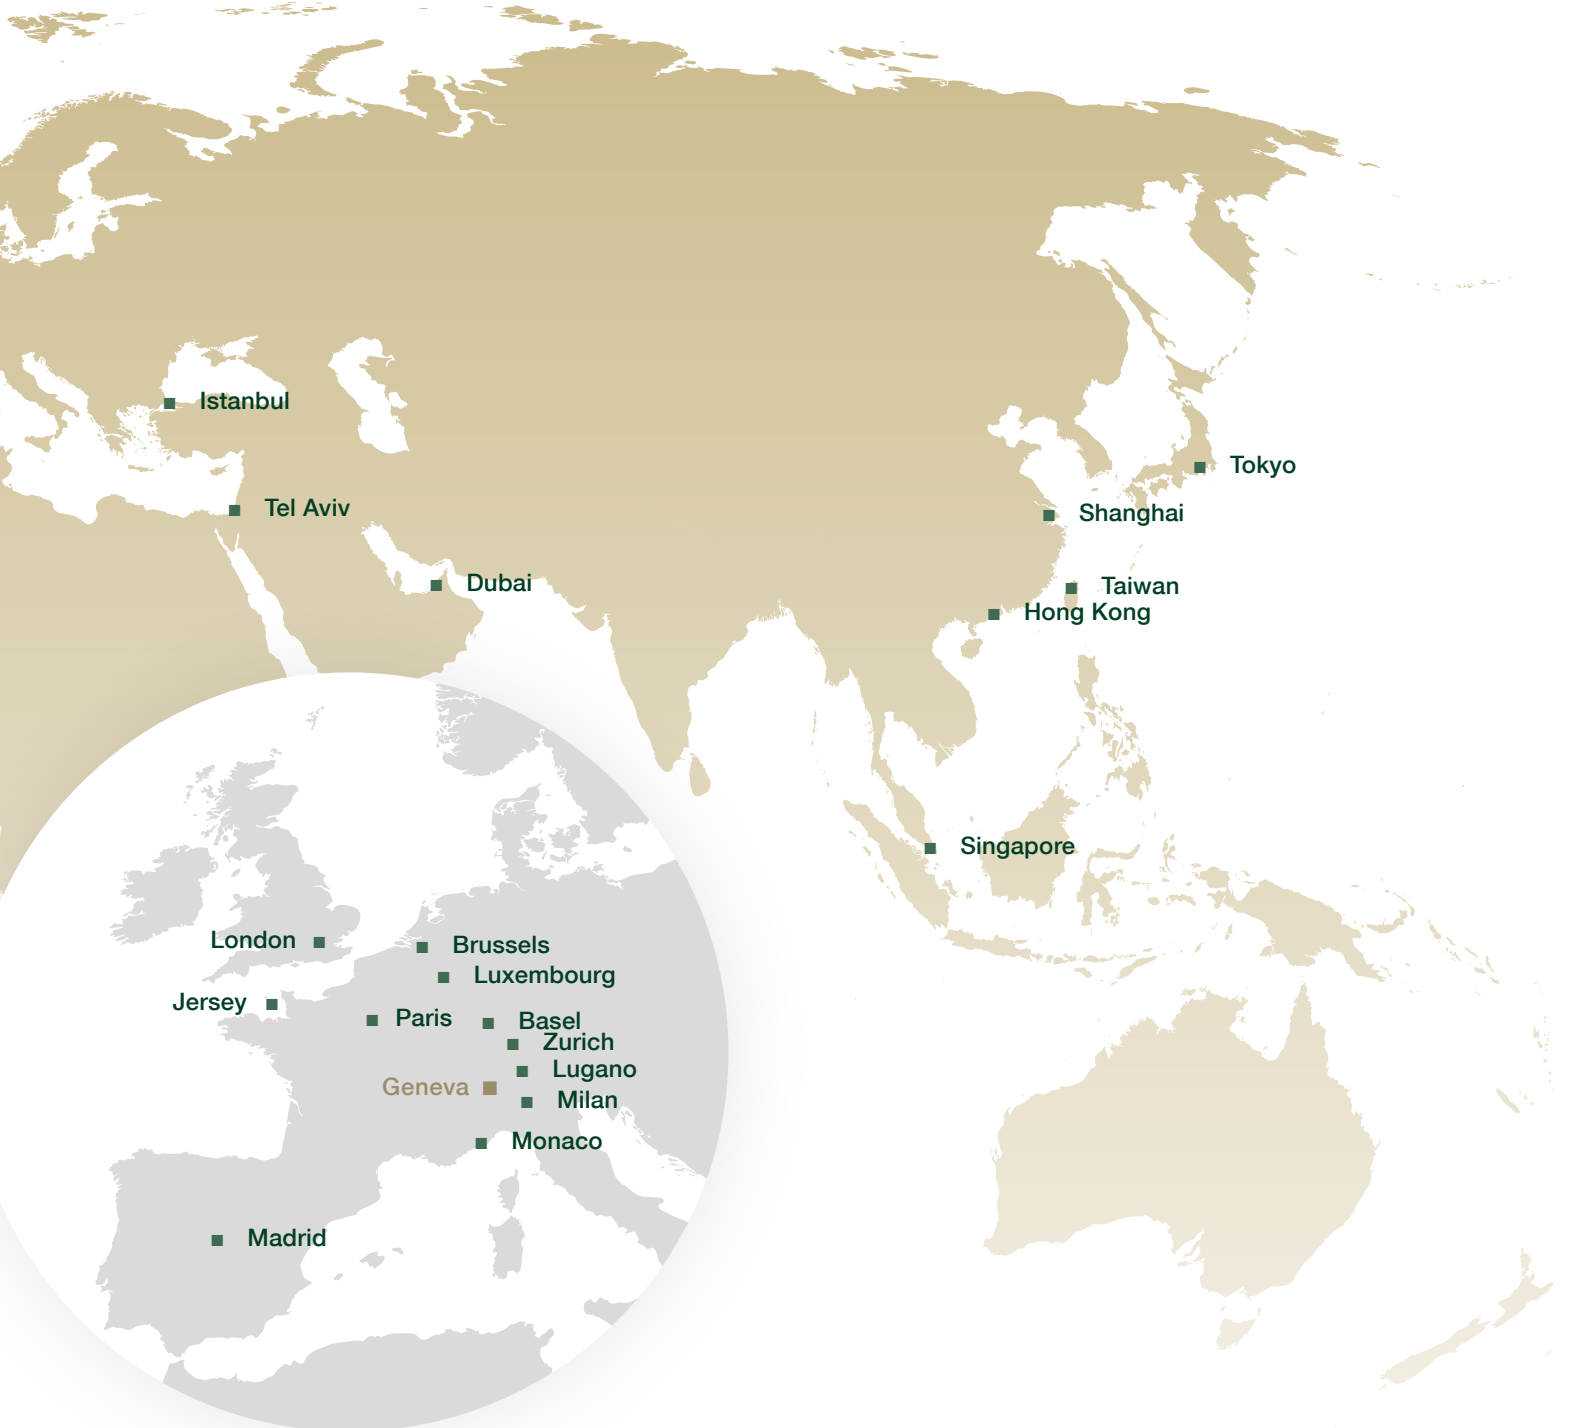 Istanbul
Tokyo
Tel Aviv
Shanghai
Dubai
Taiwan
Hong Kong
Singapore
London
Brussels
Luxembourg
Jersey
Paris
Basel
Zurich
Lugano
Geneva
Milan
Monaco
Madrid